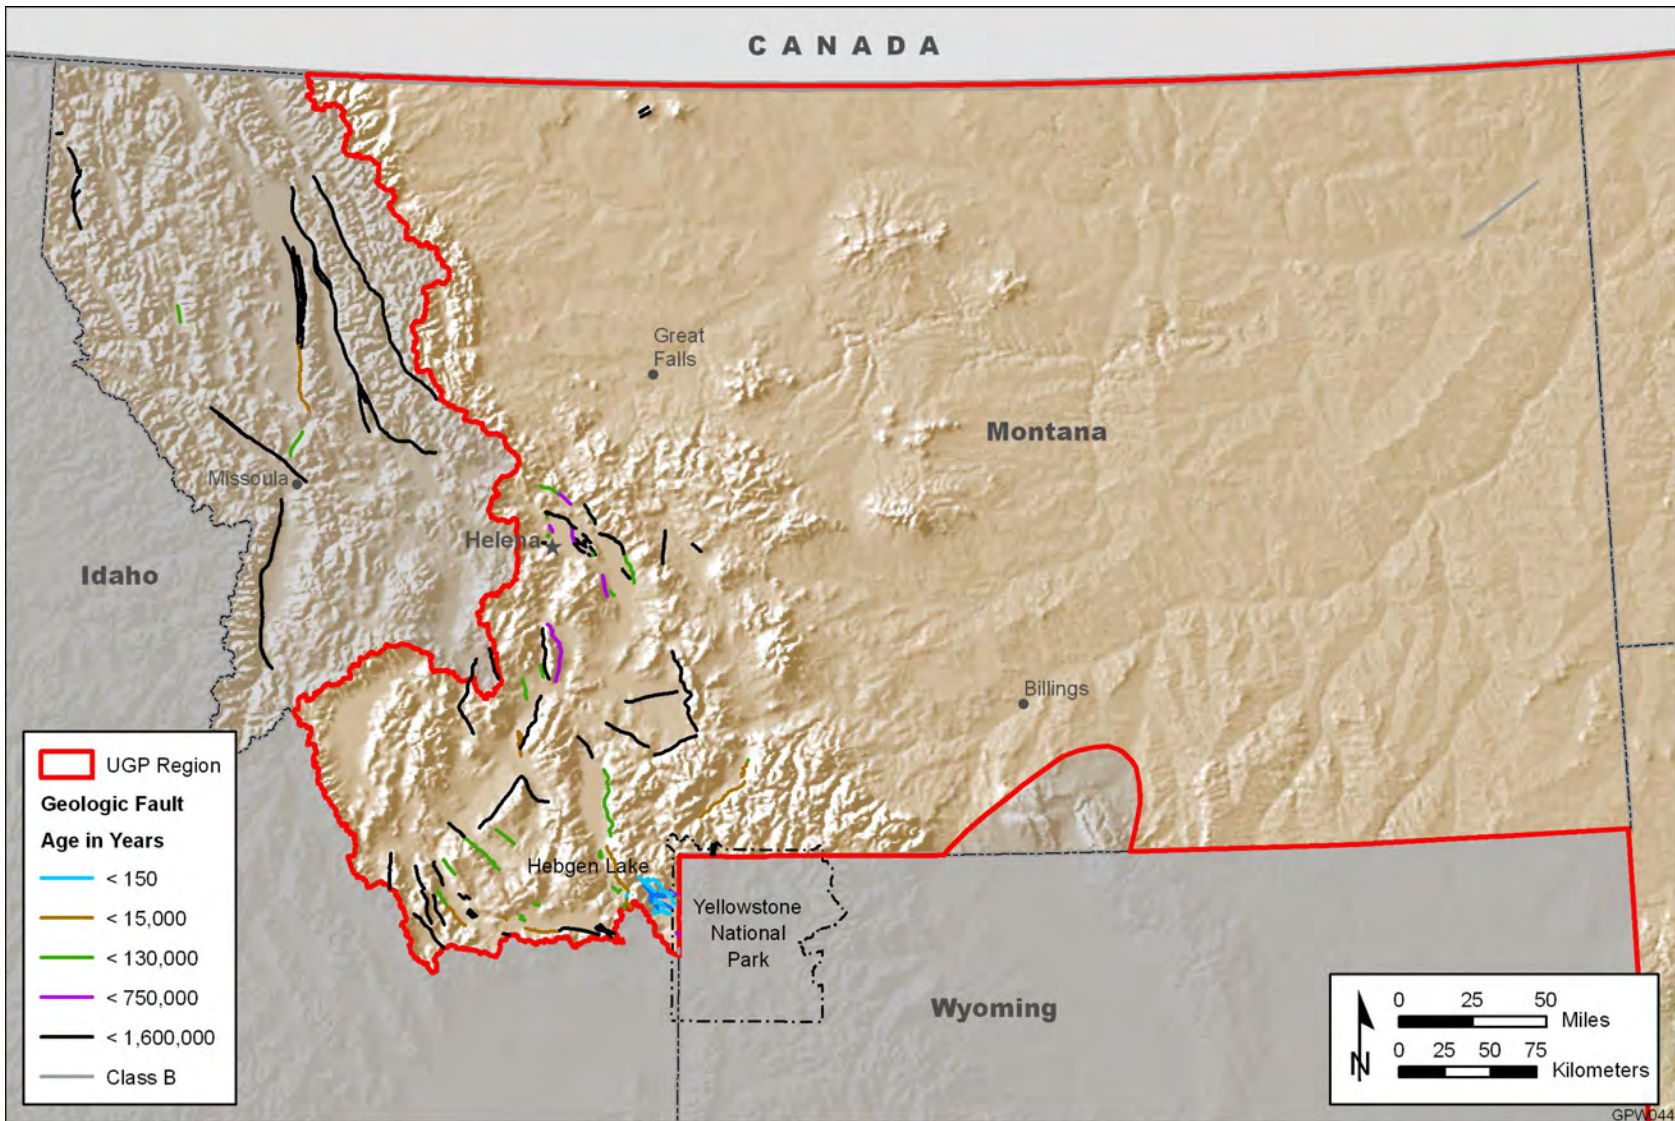 CANADA
Great
Falls
Montana
Missoula
Helena
Idaho
Billings
Hebgen Lake
Yellowstone
National
Park
Wyoming
UGP Region
Geologic Fault
Age in Years
< 150
< 15,000
< 130,000
< 750,000
< 1,600,000
Class B
N
0 25 50
Miles
0 25 50 75
Kilometers
GPW044